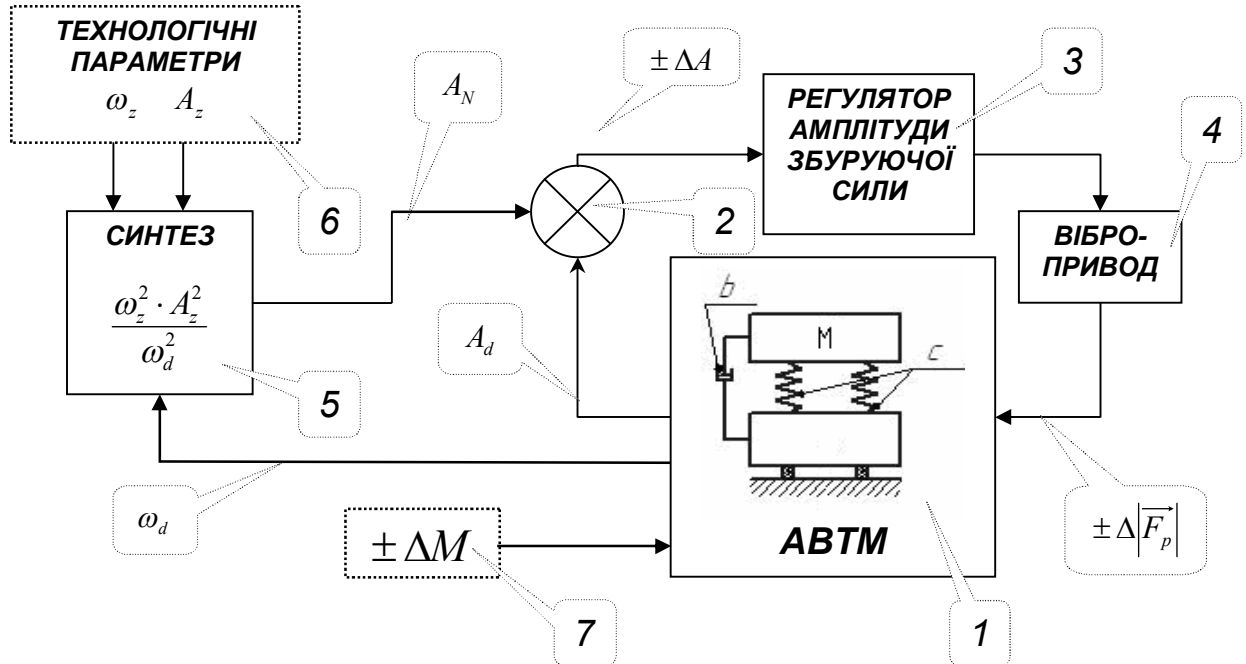 ТЕХНОЛОГІЧНІ
ПАРАМЕТРИ
ω_z A_z
6
A_N
± ΔA
РЕГУЛЯТОР
АМПЛІТУДИ
ЗБУРУЮЧОЇ
СИЛИ
3
4
2
СИНТЕЗ
ω_z^2 · A_z^2
ω_d^2
5
ВІБРО-
ПРИВОД
A_d
b
M
c
АВТМ
ω_d
± ΔM
7
1
± Δ|F_p|